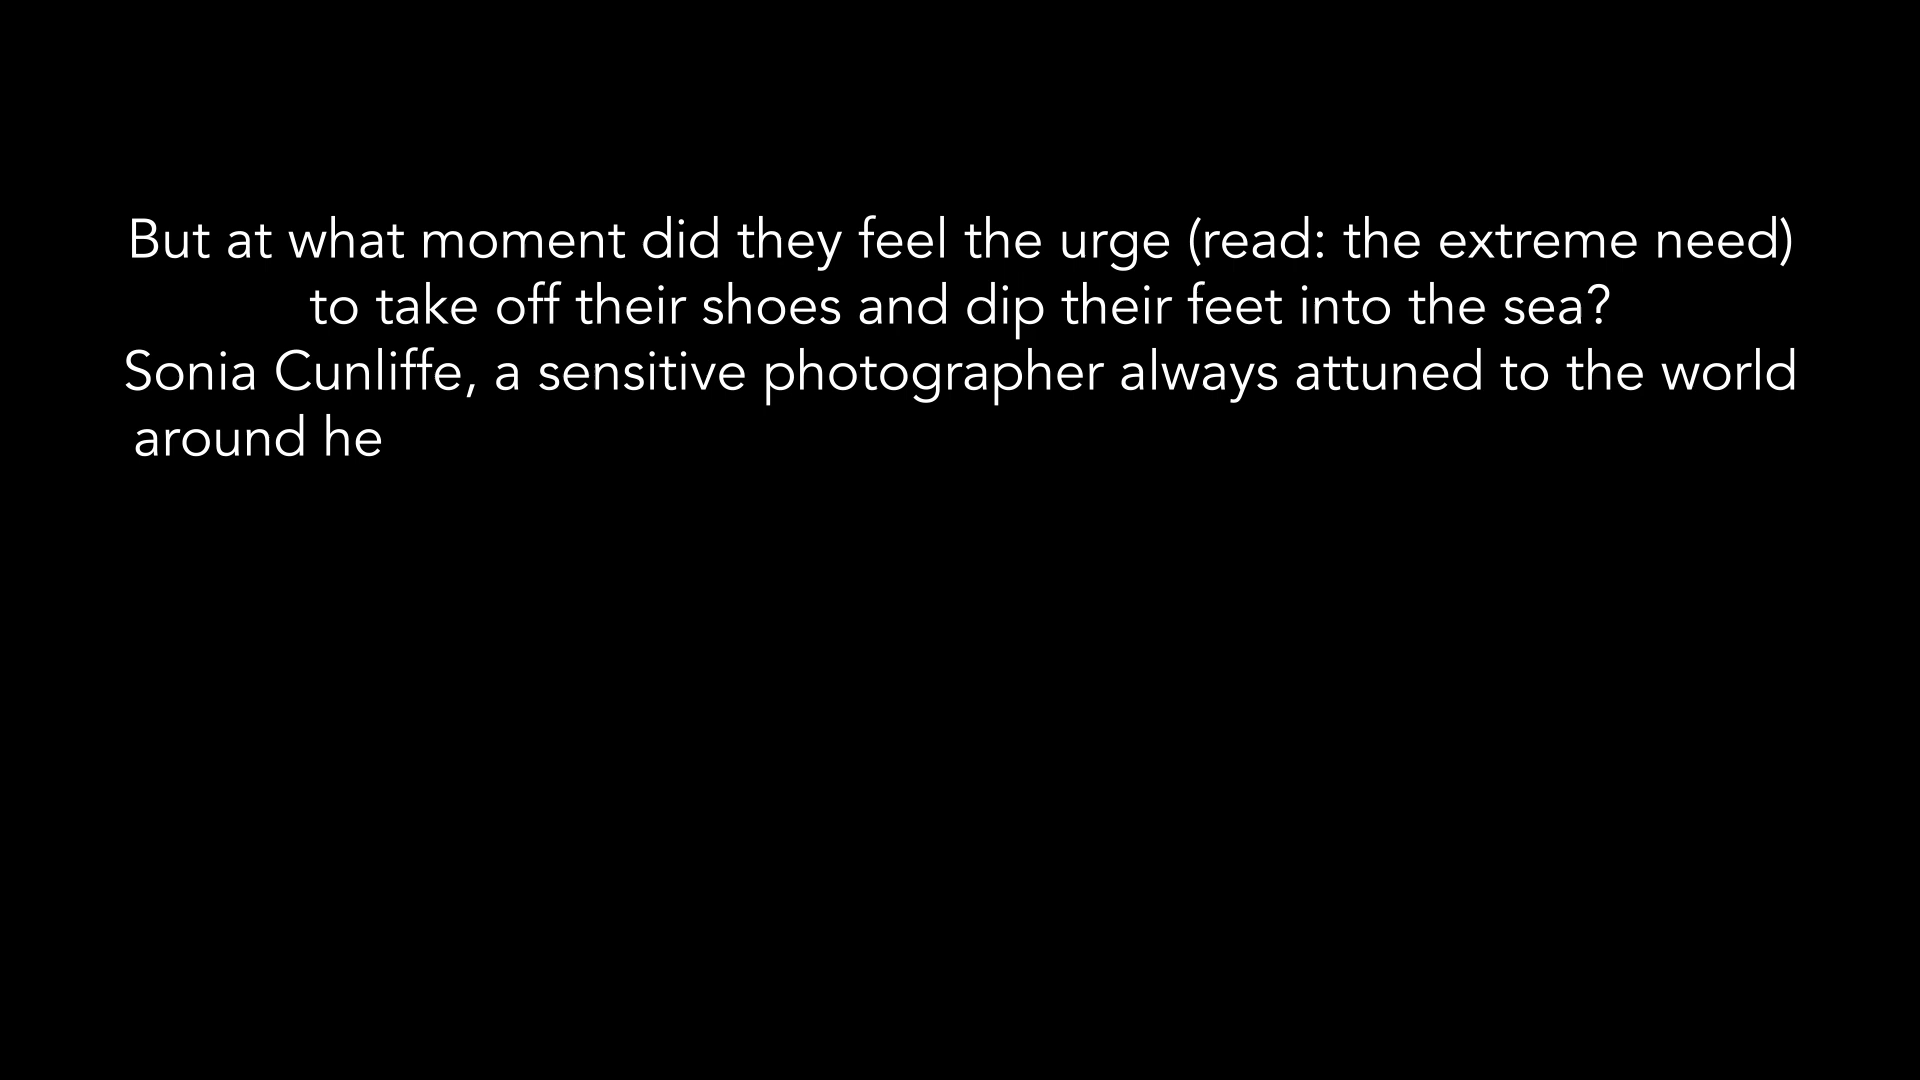 But at what moment did they feel the urge (read: the extreme need)
to take off their shoes and dip their feet into the sea?
Sonia Cunliffe, a sensitive photographer always attuned to the world
around he